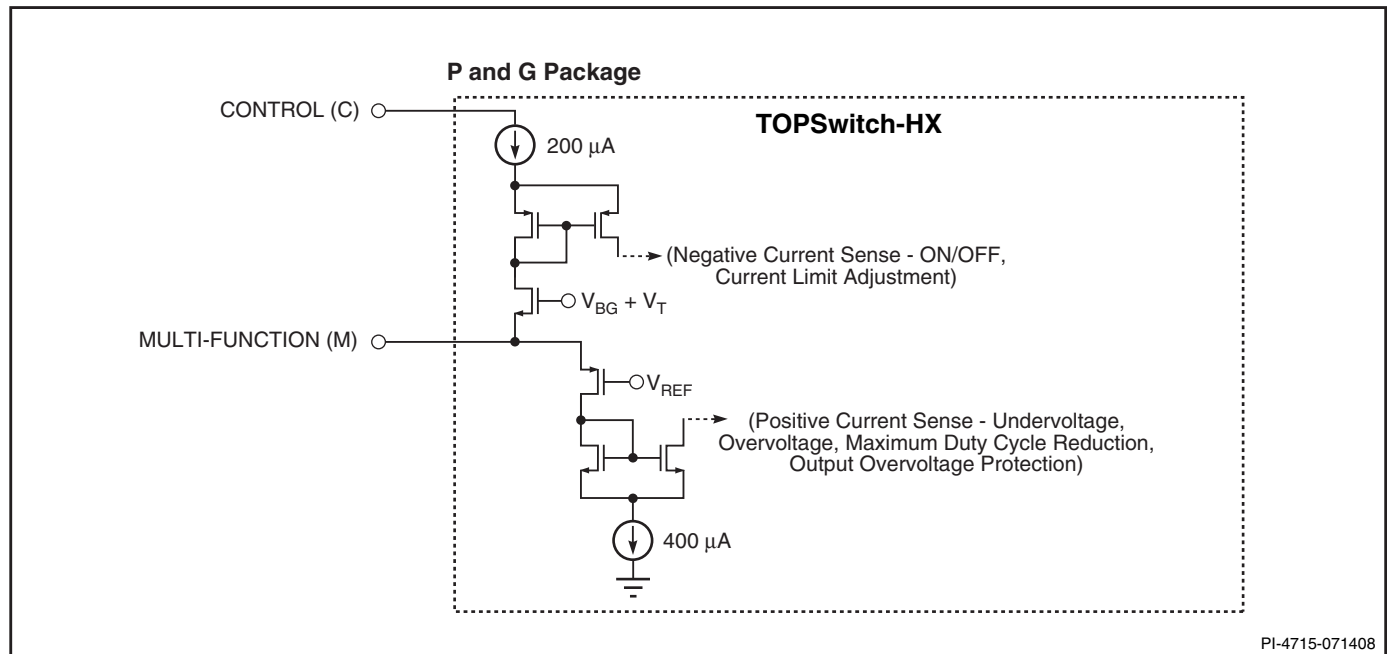 P and G Package
CONTROL (C)
TOPSwitch-HX
200 μA
(Negative Current Sense - ON/OFF,
Current Limit Adjustment)
V_BG + V_T
MULTI-FUNCTION (M)
V_REF
(Positive Current Sense - Undervoltage,
Overvoltage, Maximum Duty Cycle Reduction,
Output Overvoltage Protection)
400 μA
PI-4715-071408